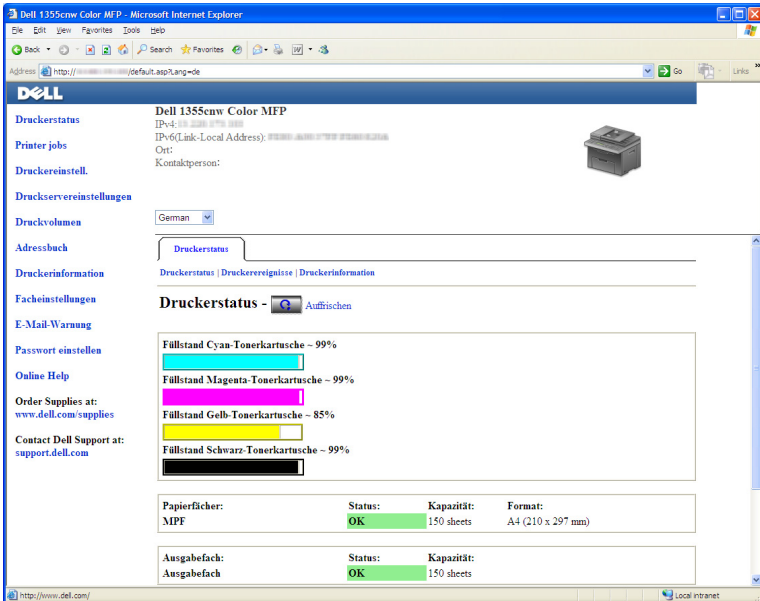 Dell 1355cnw Color MFP - Microsoft Internet Explorer
File Edit View Favorites Tools Help
Back Search Favorites
Address http:// /default.asp?Lang=de Go Links
DELL
Dell 1355cnw Color MFP
IPv4:
IPv6(Link-Local Address):
Ort:
Kontaktperson:
German
Druckerstatus
Printer jobs
Druckereinstell.
Druckservereinstellungen
Druckvolumen
Adressbuch
Druckerinformation
Facheinstellungen
E-Mail-Warnung
Passwort einstellen
Online Help
Order Supplies at:
www.dell.com/supplies
Contact Dell Support at:
support.dell.com
Druckerstatus
Druckerstatus | Druckerereignisse | Druckerinformation
Druckerstatus - Auffrischen
Füllstand Cyan-Tonerkartusche ~ 99%
Füllstand Magenta-Tonerkartusche ~ 99%
Füllstand Gelb-Tonerkartusche ~ 85%
Füllstand Schwarz-Tonerkartusche ~ 99%
Papierfächer: Status: Kapazität: Format:
MPF OK 150 sheets A4 (210 x 297 mm)
Ausgabefach: Status: Kapazität:
Ausgabefach OK 150 sheets
http://www.dell.com/ Local intranet